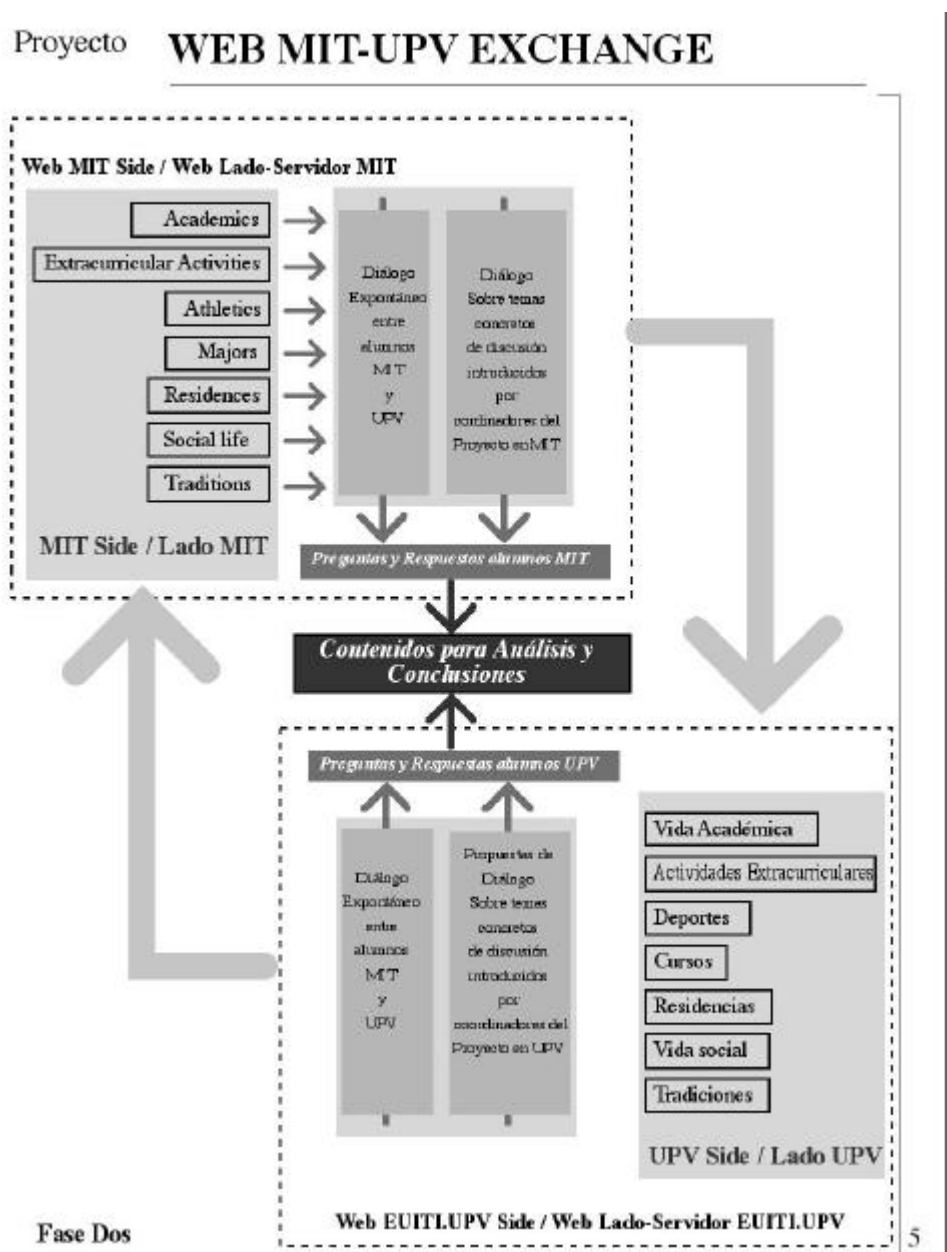 Proyecto WEB MIT-UPV EXCHANGE
Web MIT Side / Web Lado-Servidor MIT
Academics
Extracurricular Activities
Athletics
Majors
Residences
Social life
Traditions
MIT Side / Lado MIT
Diálogo
Expontáneo
entre
alumnos
MIT
y
UPV
Diálogo
Sobre temas
concretos
de discusión
introducidos
por
coordinadores del
Proyecto en MIT
Preguntas y Respuestas alumnos MIT
Contenidos para Análisis y
Conclusiones
Preguntas y Respuestas alumnos UPV
Diálogo
Expontáneo
entre
alumnos
MIT
y
UPV
Propuestas de
Diálogo
Sobre temas
concretos
de discusión
introducidos
por
coordinadores del
Proyecto en UPV
Vida Académica
Actividades Extracurriculares
Deportes
Cursos
Residencias
Vida social
Tradiciones
UPV Side / Lado UPV
Web EUITI.UPV Side / Web Lado-Servidor EUITI.UPV
Fase Dos
5